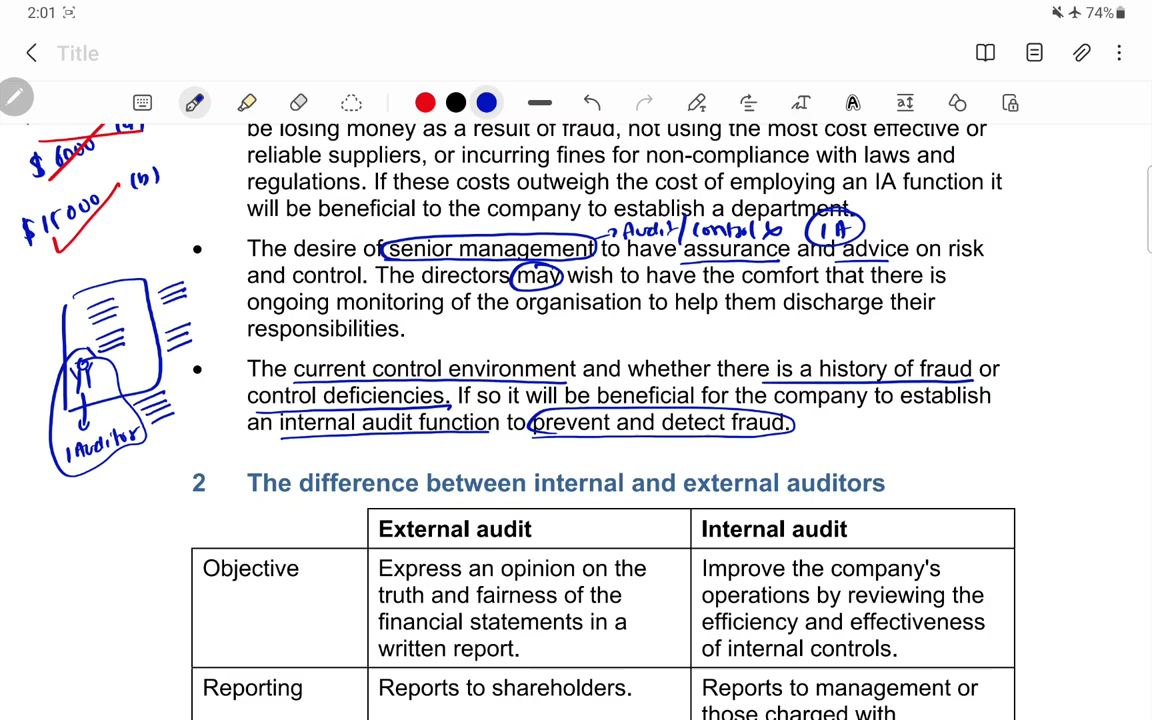 2:01
74%
Title
(a)
$ 6000
(b)
$15000
be losing money as a result of fraud, not using the most cost effective or
reliable suppliers, or incurring fines for non-compliance with laws and
regulations. If these costs outweigh the cost of employing an IA function it
will be beneficial to the company to establish a department.
Audit/control
IA
• The desire of senior management to have assurance and advice on risk
and control. The directors may wish to have the comfort that there is
ongoing monitoring of the organisation to help them discharge their
responsibilities.
• The current control environment and whether there is a history of fraud or
control deficiencies. If so it will be beneficial for the company to establish
an internal audit function to prevent and detect fraud.
1 Auditor
2 The difference between internal and external auditors
External audit Internal audit
Objective Express an opinion on the Improve the company's
truth and fairness of the operations by reviewing the
financial statements in a efficiency and effectiveness
written report. of internal controls.
Reporting Reports to shareholders. Reports to management or
those charged with